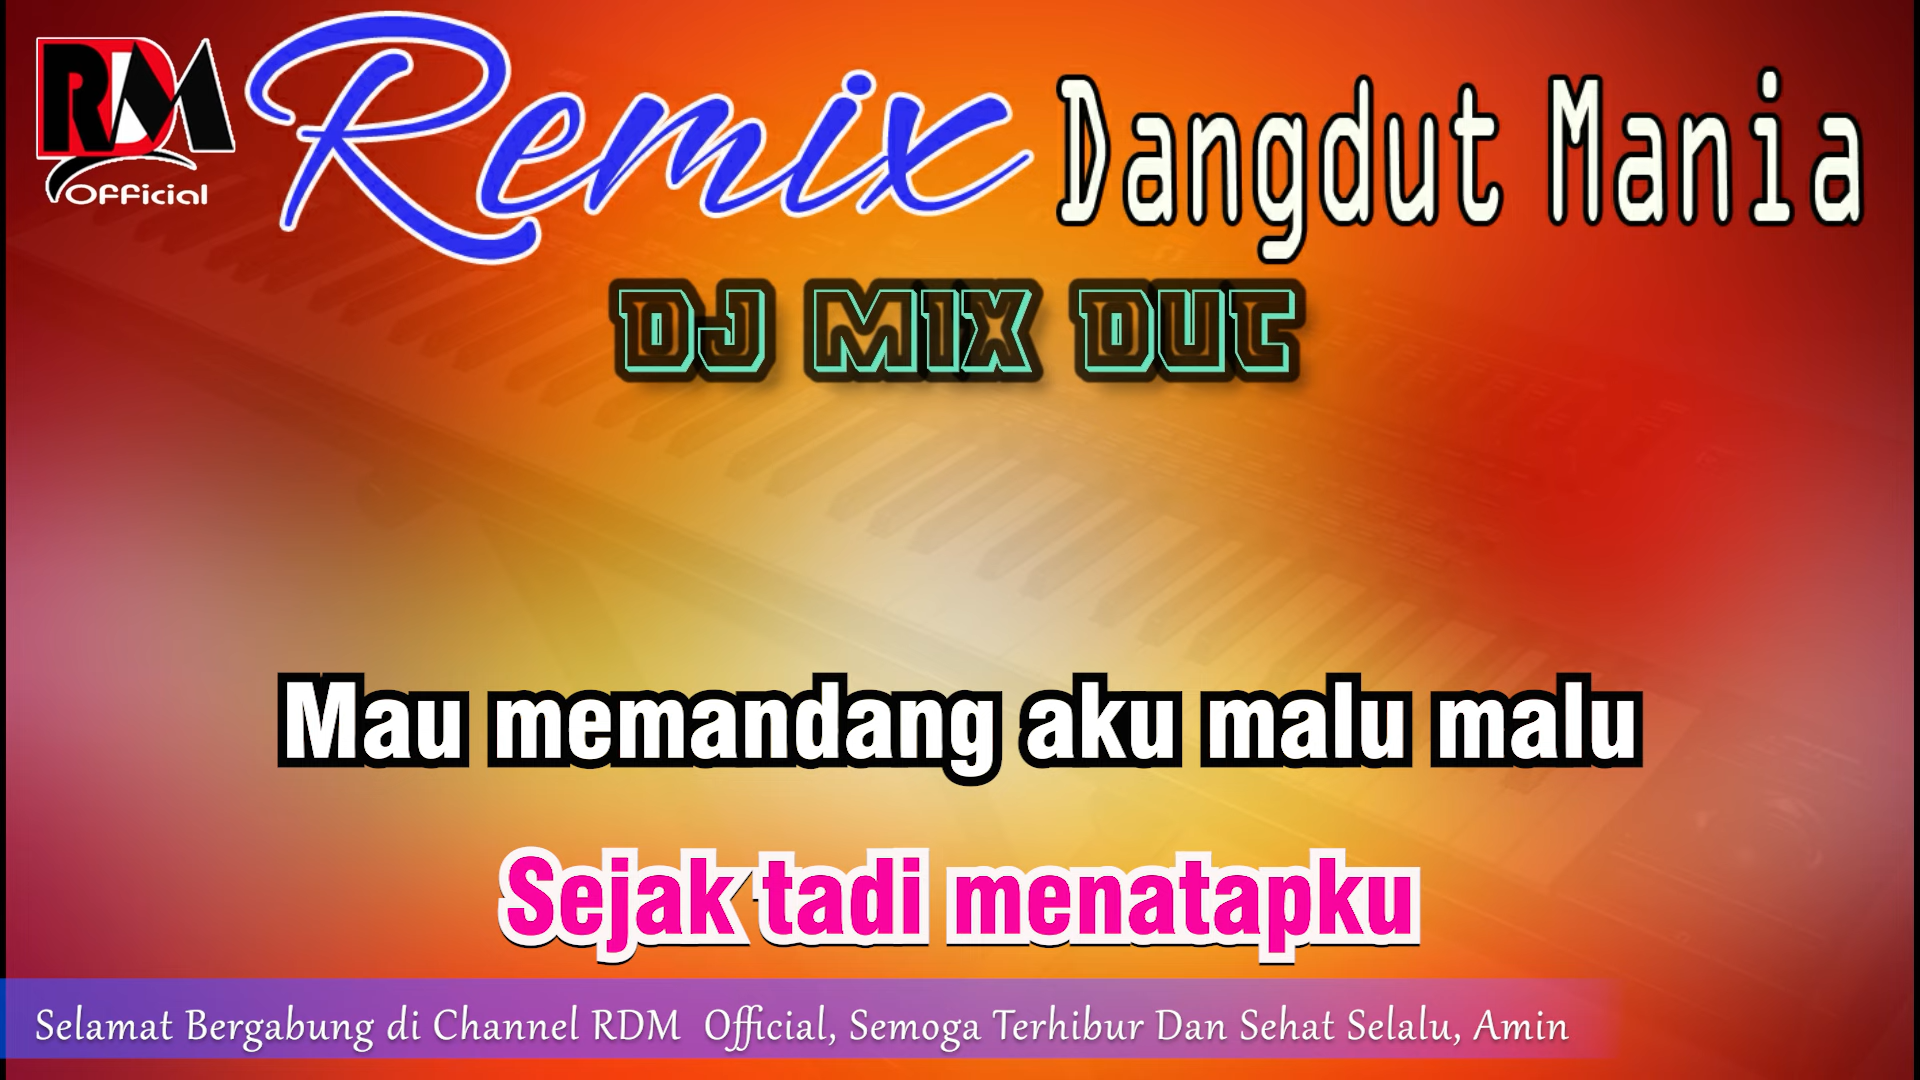 RDM Official
Remix Dangdut Mania
DJ MIX DUT
Mau memandang aku malu malu
Sejak tadi menatapku
Selamat Bergabung di Channel RDM Official, Semoga Terhibur Dan Sehat Selalu, Amin